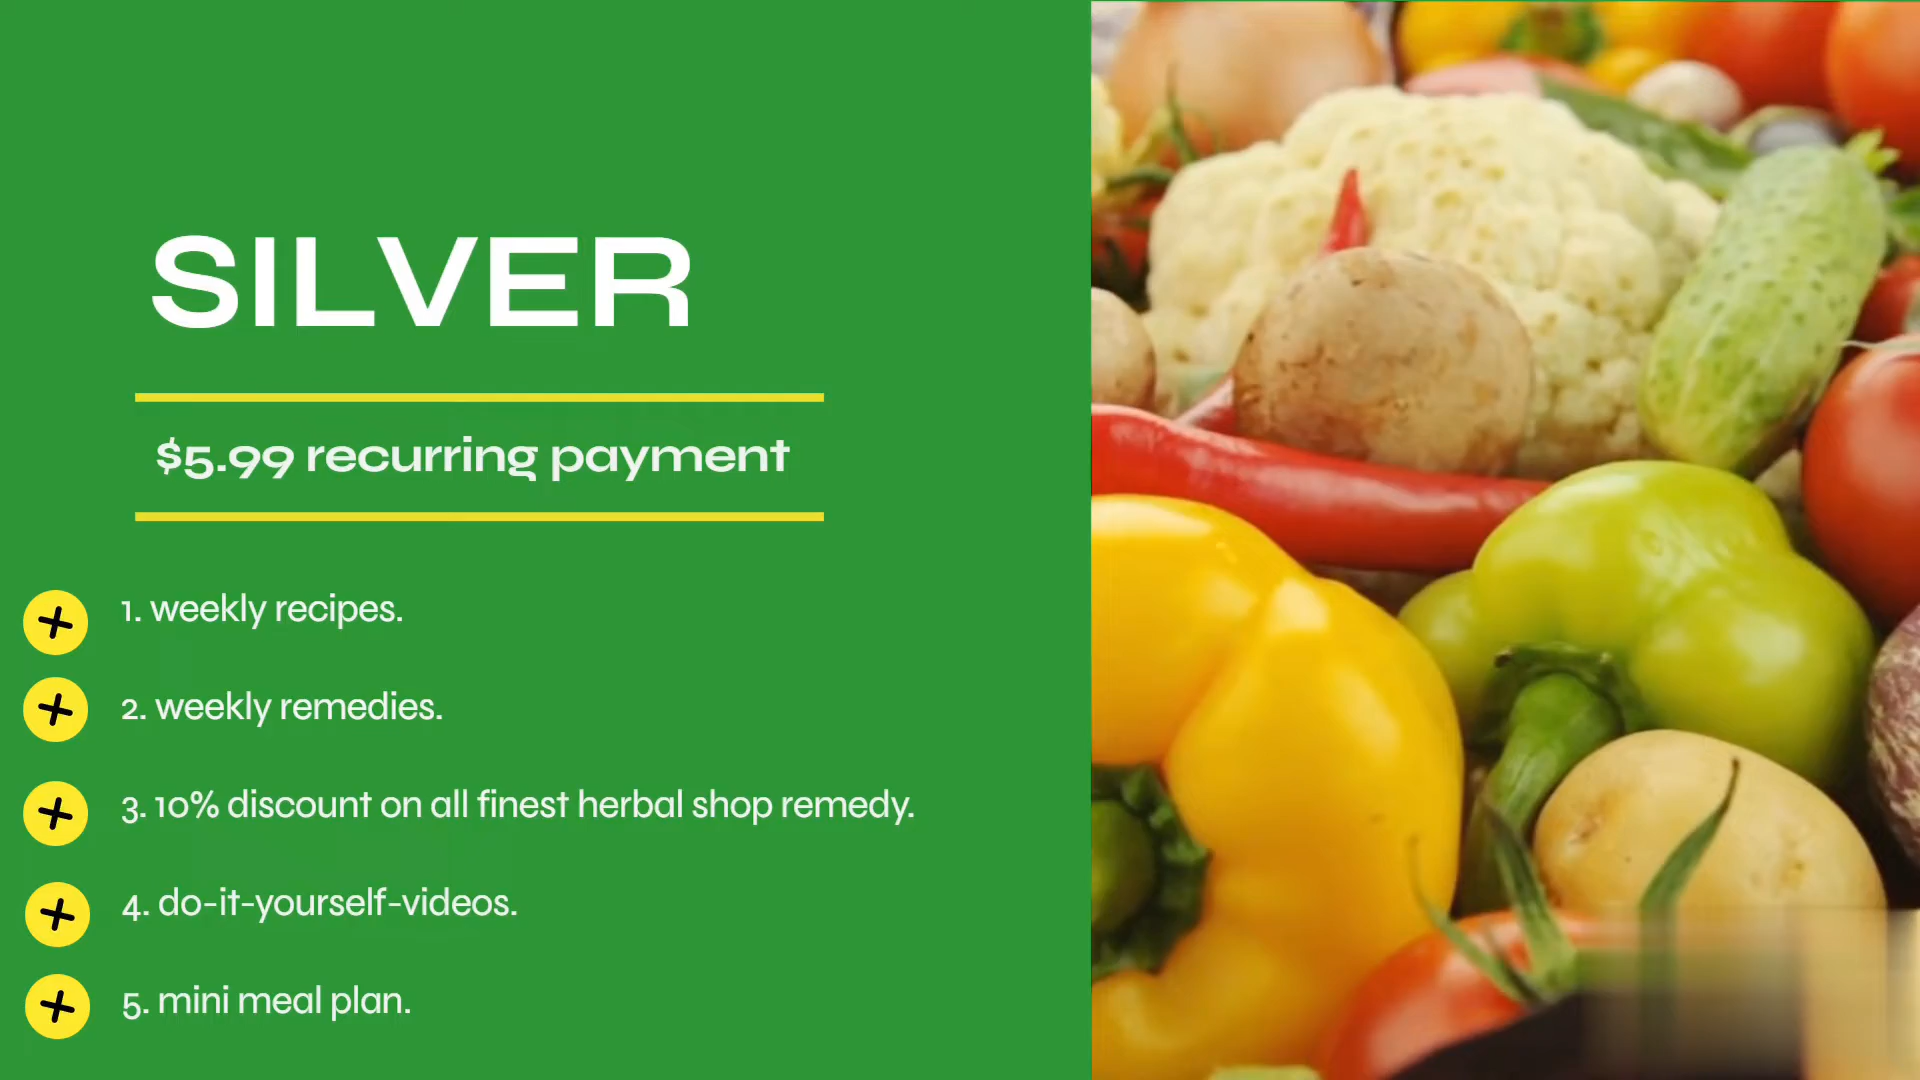 SILVER
$5.99 recurring payment
1. weekly recipes.
2. weekly remedies.
3. 10% discount on all finest herbal shop remedy.
4. do-it-yourself-videos.
5. mini meal plan.